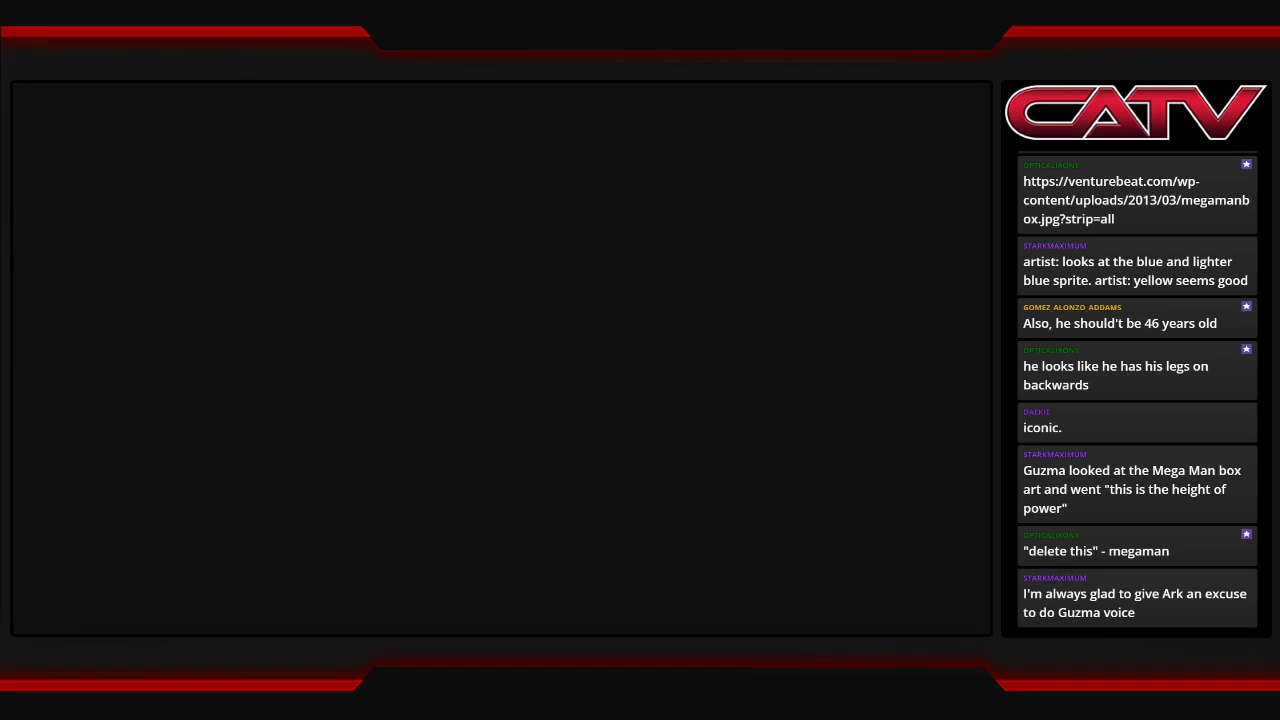 CATV
OPTICALIRONY
https://venturebeat.com/wp-
content/uploads/2013/03/megamanb
ox.jpg?strip=all
STARKMAXIMUM
artist: looks at the blue and lighter
blue sprite. artist: yellow seems good
GOMEZ ALONZO ADDAMS
Also, he should't be 46 years old
OPTICALIRONY
he looks like he has his legs on
backwards
DAEKIE
iconic.
STARKMAXIMUM
Guzma looked at the Mega Man box
art and went "this is the height of
power"
OPTICALIRONY
"delete this" - megaman
STARKMAXIMUM
I'm always glad to give Ark an excuse
to do Guzma voice